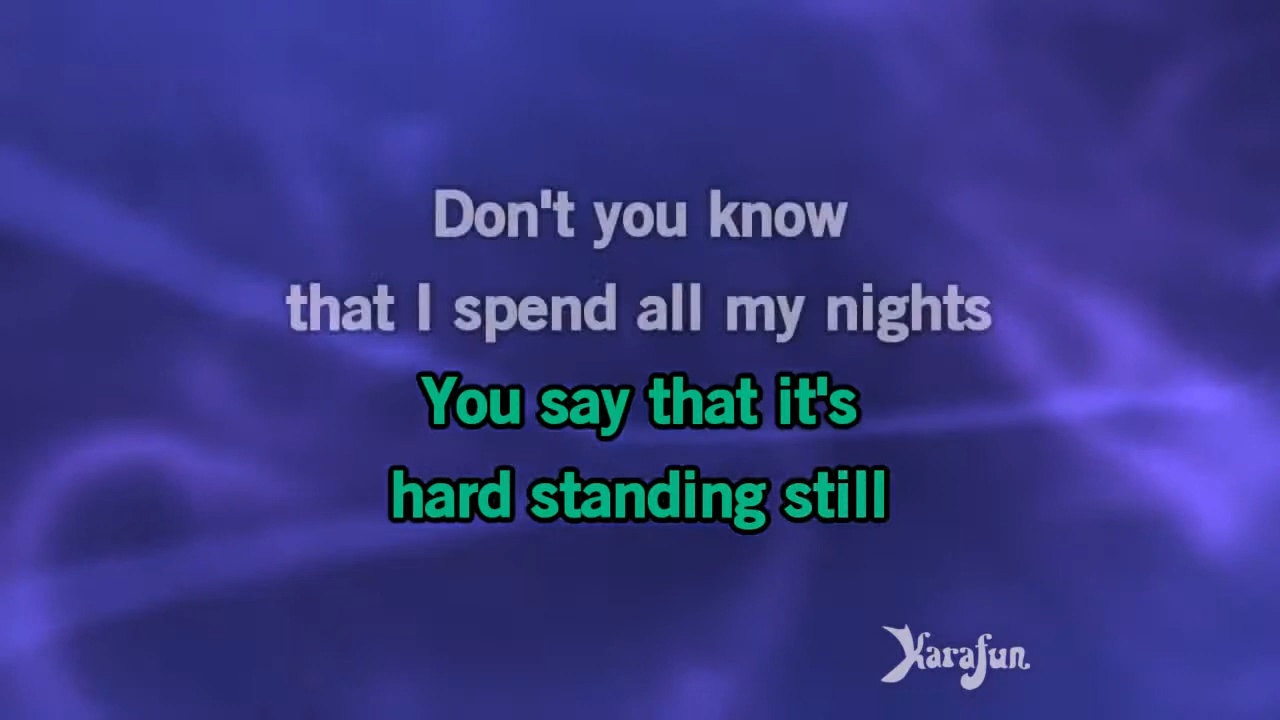 Don't you know
that I spend all my nights
You say that it's
hard standing still
Karafun